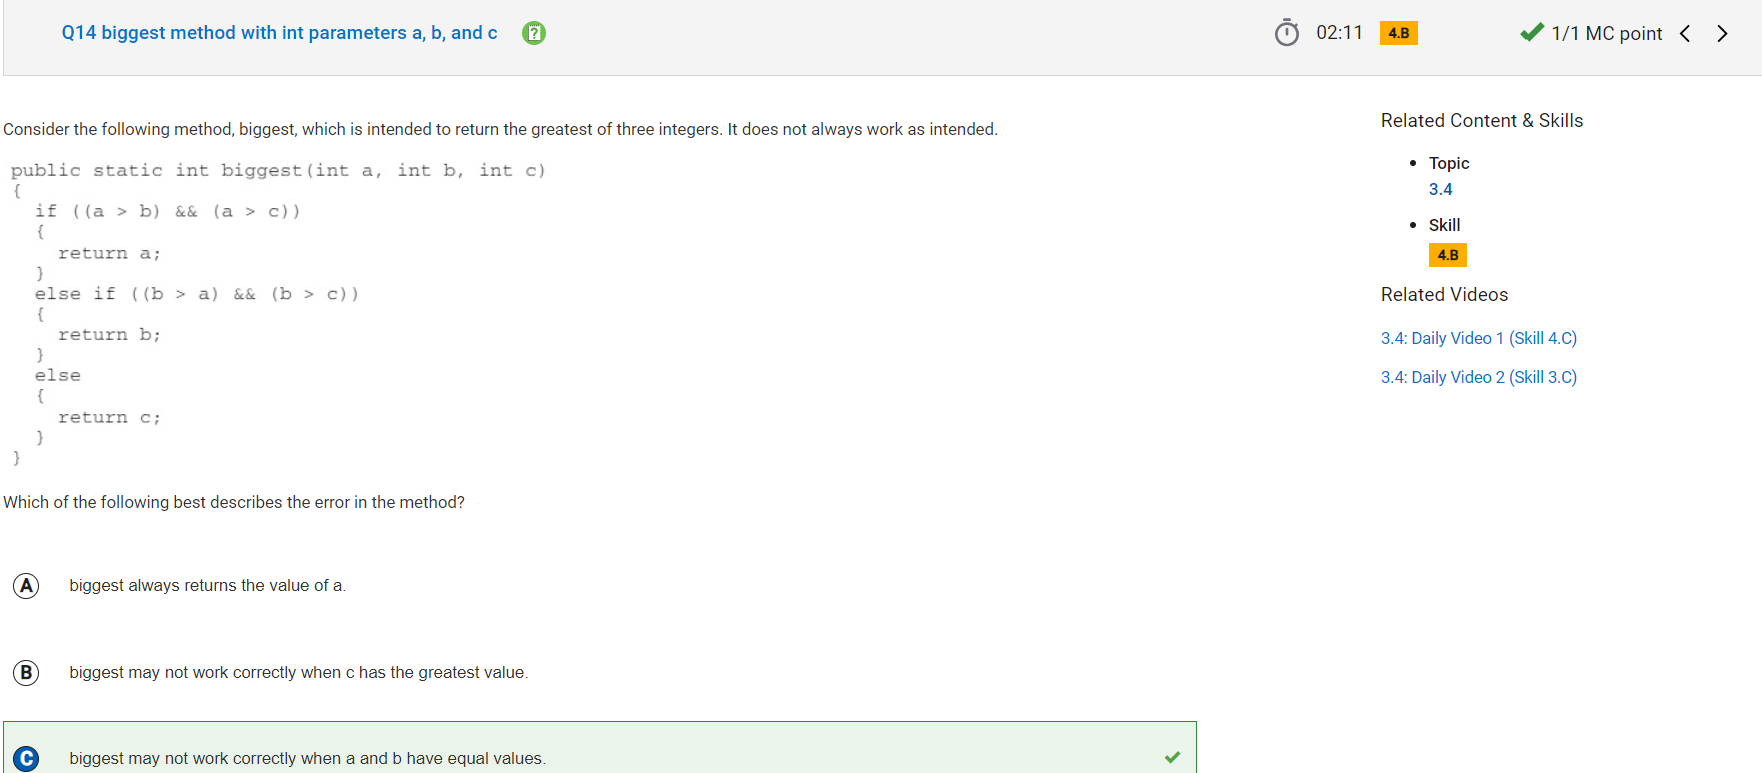 Q14 biggest method with int parameters a, b, and c
02:11 4.B
1/1 MC point
Consider the following method, biggest, which is intended to return the greatest of three integers. It does not always work as intended.
public static int biggest(int a, int b, int c)
{
if ((a > b) && (a > c))
{
return a;
}
else if ((b > a) && (b > c))
{
return b;
}
else
{
return c;
}
}
Which of the following best describes the error in the method?
A biggest always returns the value of a.
B biggest may not work correctly when c has the greatest value.
C biggest may not work correctly when a and b have equal values.
Related Content & Skills
• Topic
3.4
• Skill
4.B
Related Videos
3.4: Daily Video 1 (Skill 4.C)
3.4: Daily Video 2 (Skill 3.C)